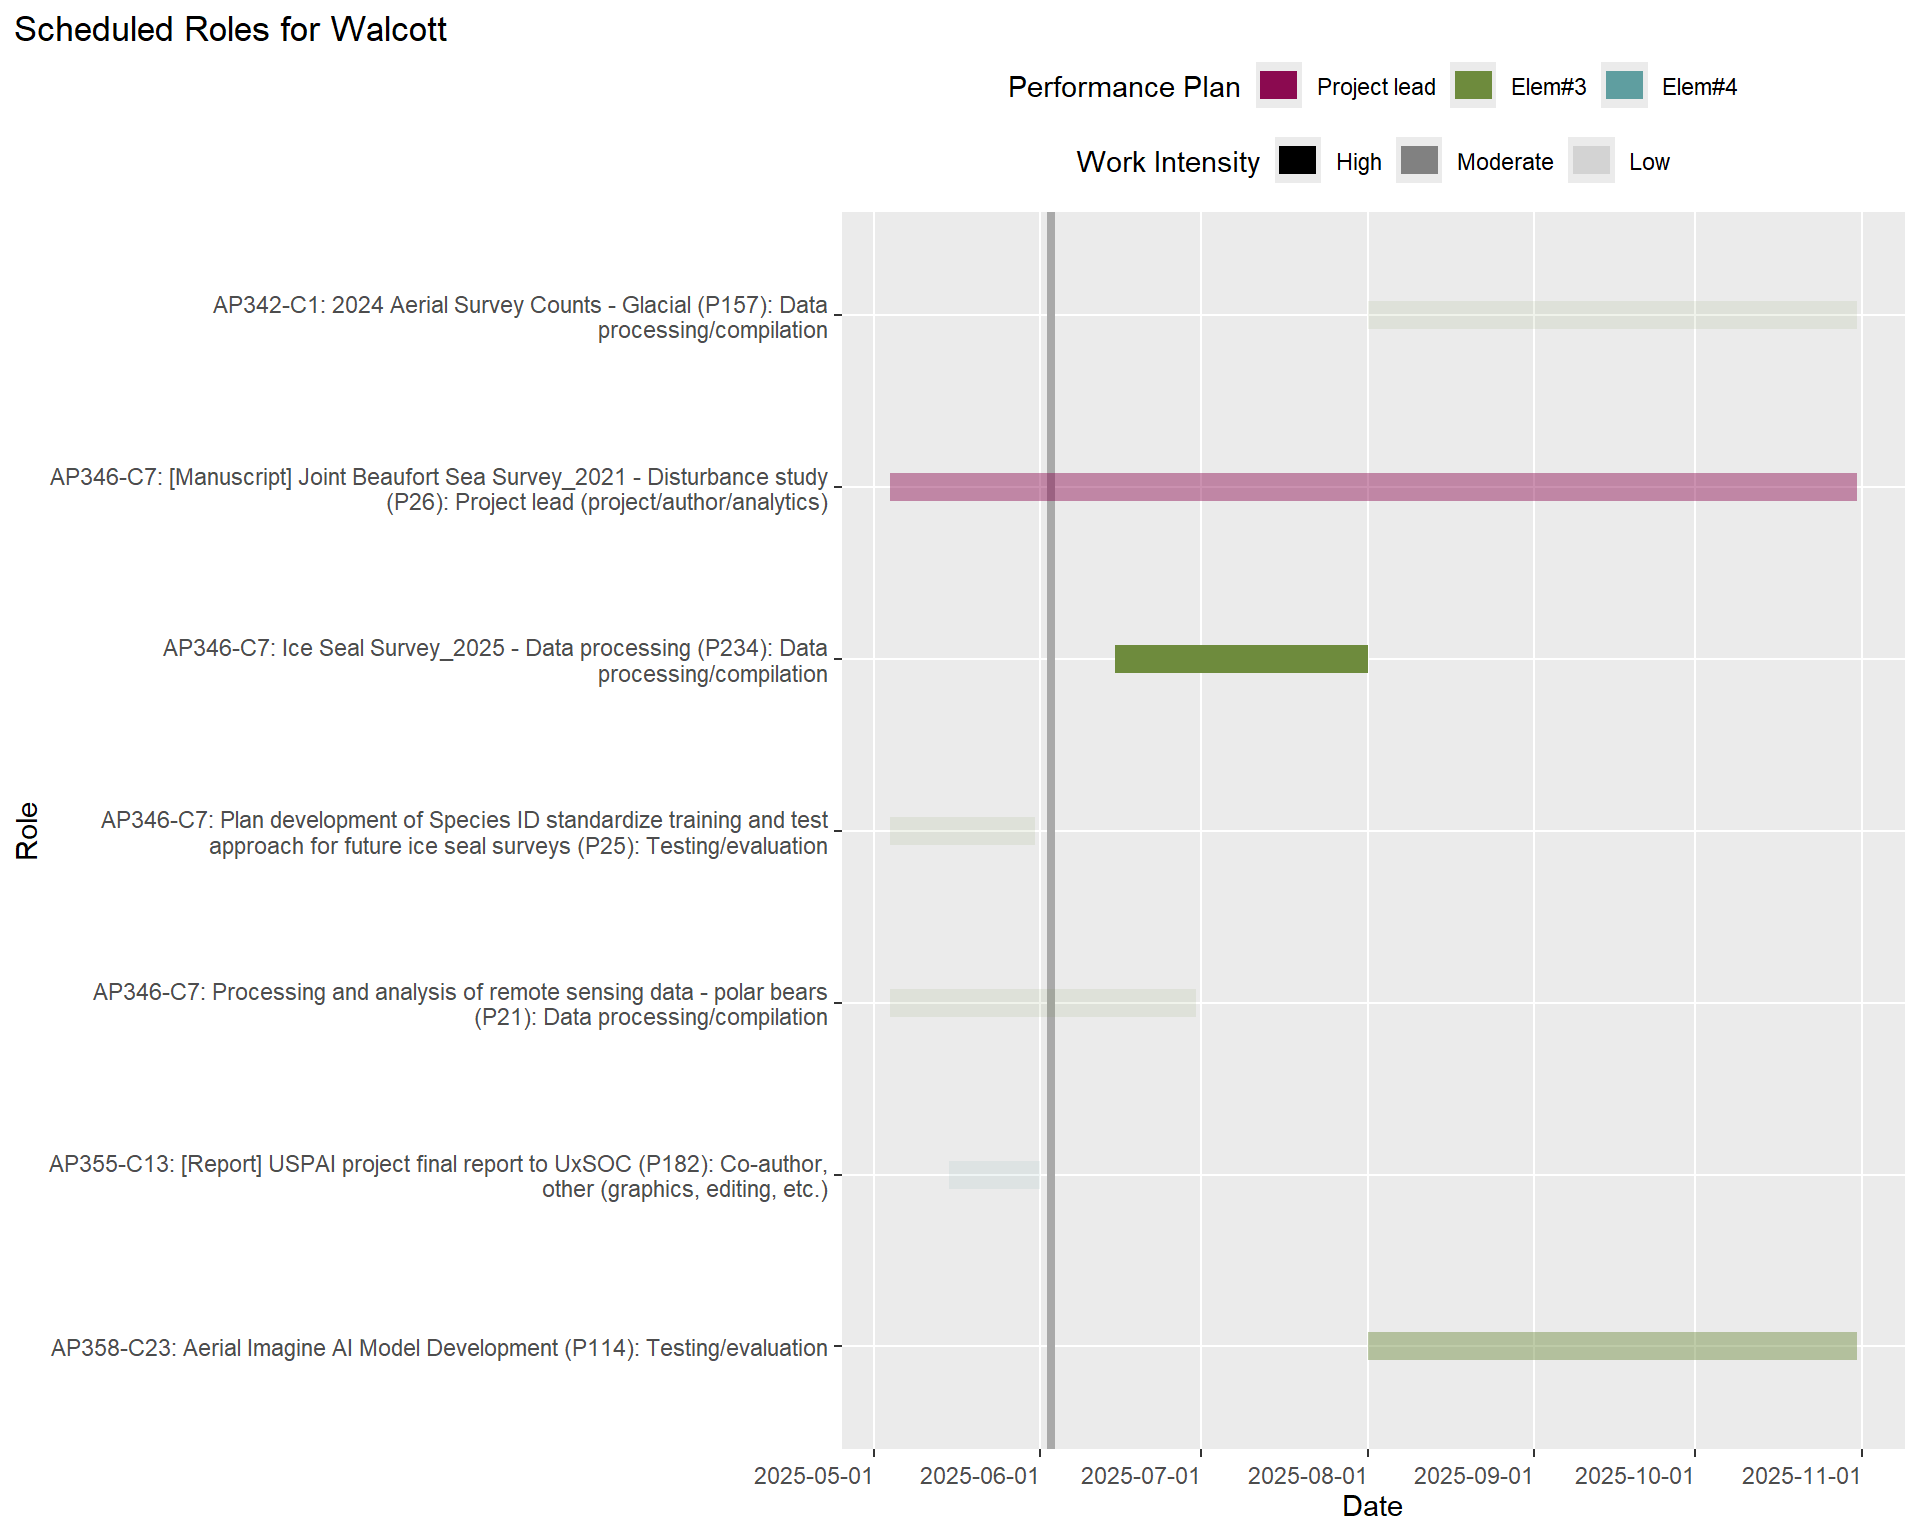 Scheduled Roles for Walcott
Performance Plan Project lead Elem#3 Elem#4
Work Intensity High Moderate Low
AP342-C1: 2024 Aerial Survey Counts - Glacial (P157): Data
processing/compilation
AP346-C7: [Manuscript] Joint Beaufort Sea Survey_2021 - Disturbance study
(P26): Project lead (project/author/analytics)
AP346-C7: Ice Seal Survey_2025 - Data processing (P234): Data
processing/compilation
AP346-C7: Plan development of Species ID standardize training and test
approach for future ice seal surveys (P25): Testing/evaluation
AP346-C7: Processing and analysis of remote sensing data - polar bears
(P21): Data processing/compilation
AP355-C13: [Report] USPAI project final report to UxSOC (P182): Co-author,
other (graphics, editing, etc.)
AP358-C23: Aerial Imagine AI Model Development (P114): Testing/evaluation
Role
2025-05-01 2025-06-01 2025-07-01 2025-08-01 2025-09-01 2025-10-01 2025-11-01
Date